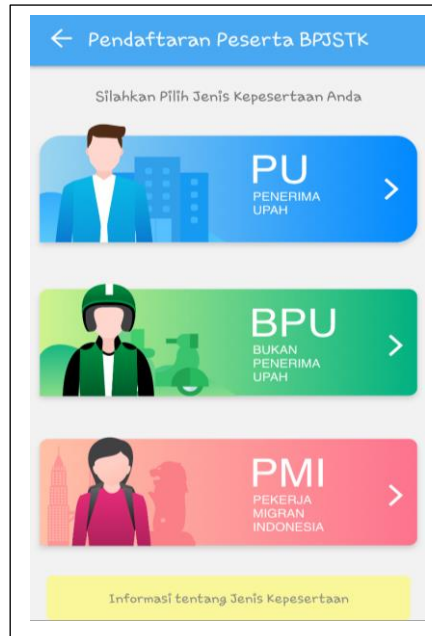 Pendaftaran Peserta BPJSTK
Silahkan Pilih Jenis Kepesertaan Anda
PU
PENERIMA
UPAH
BPU
BUKAN
PENERIMA
UPAH
PMI
PEKERJA
MIGRAN
INDONESIA
Informasi tentang Jenis Kepesertaan